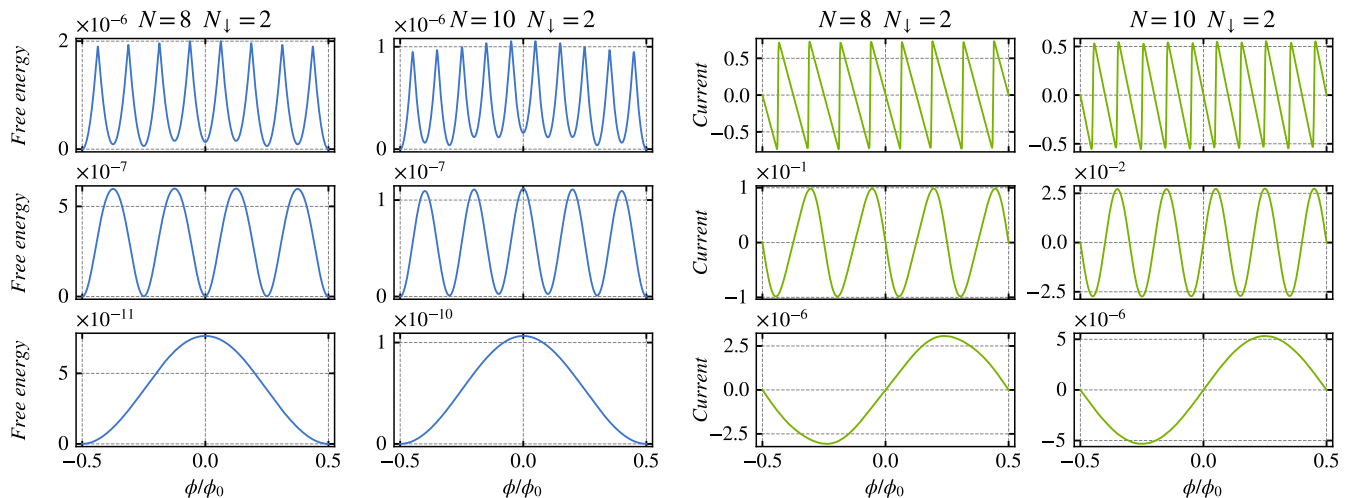 ×10⁻⁶ N = 8 N↓ = 2
×10⁻⁶ N = 10 N↓ = 2
N = 8 N↓ = 2
N = 10 N↓ = 2
Free energy
2
0
1
0
Current
0.5
0.0
−0.5
0.5
0.0
−0.5
×10⁻⁷
×10⁻⁷
×10⁻¹
×10⁻²
Free energy
5
0
1
0
Current
1
0
−1
2.5
0.0
−2.5
×10⁻¹¹
×10⁻¹⁰
×10⁻⁶
×10⁻⁶
Free energy
5
0
1
0
Current
2.5
0.0
−2.5
5
0
−5
−0.5 0.0 0.5
−0.5 0.0 0.5
−0.5 0.0 0.5
−0.5 0.0 0.5
ϕ/ϕ₀
ϕ/ϕ₀
ϕ/ϕ₀
ϕ/ϕ₀